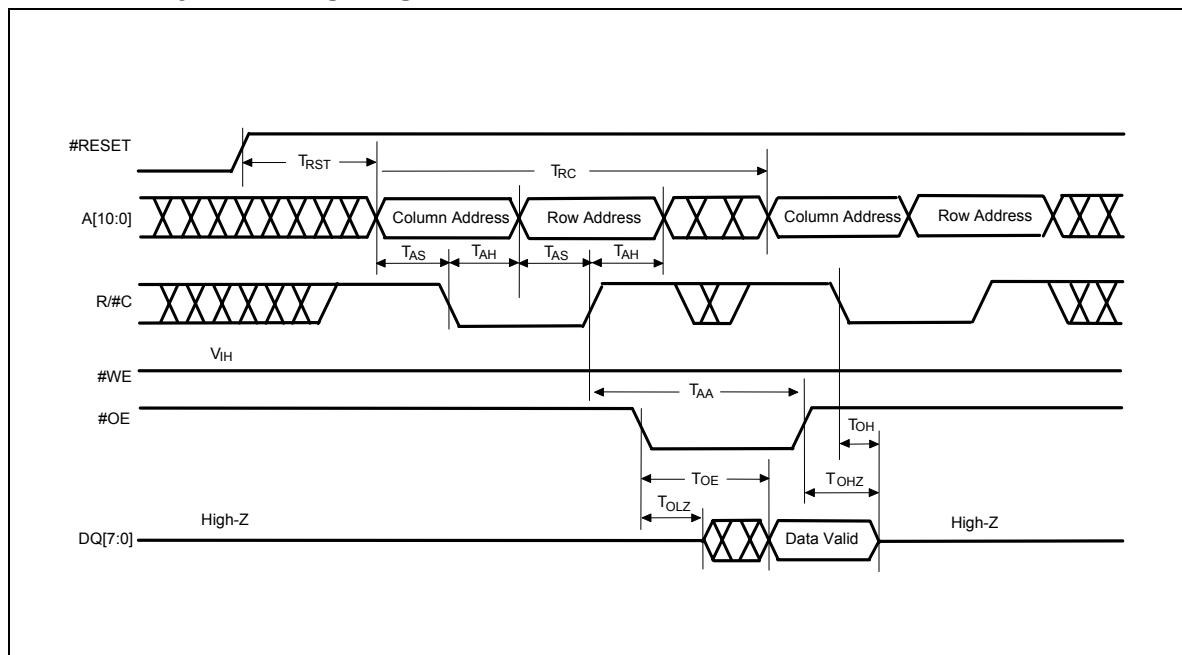 #RESET
TRST
TRC
A[10:0]
Column Address
Row Address
Column Address
Row Address
TAS
TAH
TAS
TAH
R/#C
VIH
#WE
TAA
#OE
TOH
TOE
TOHZ
TOLZ
High-Z
High-Z
DQ[7:0]
Data Valid